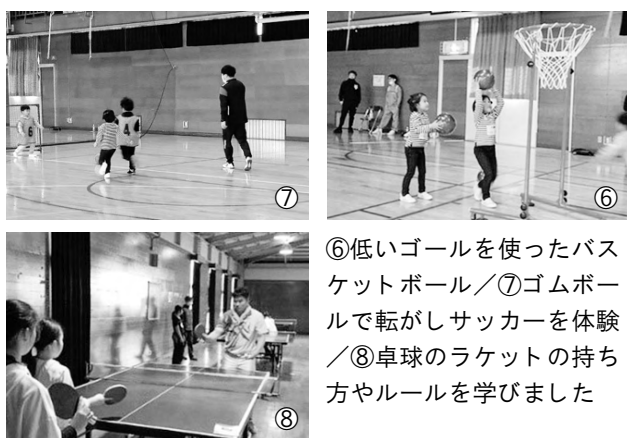 ⑦
⑥
⑧
⑥低いゴールを使ったバス
ケットボール／⑦ゴムボー
ルで転がしサッカーを体験
／⑧卓球のラケットの持ち
方やルールを学びました
4
6